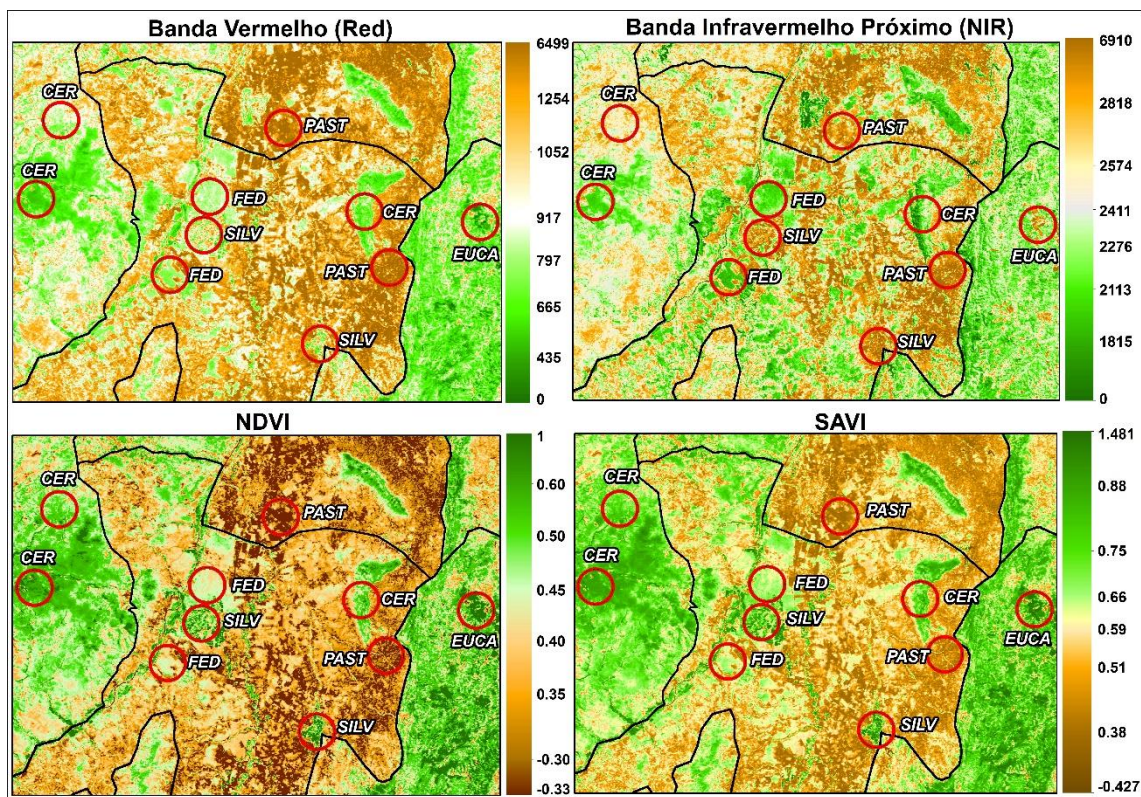 Banda Vermelho (Red)
6499
1254
1052
917
797
665
435
0
CER
PAST
CER
FED
CER
SILV
EUCA
FED
PAST
SILV
Banda Infravermelho Próximo (NIR)
6910
2818
2574
2411
2276
2113
1815
0
CER
PAST
CER
FED
CER
SILV
EUCA
FED
PAST
SILV
NDVI
1
0.60
0.50
0.45
0.40
0.35
-0.30
-0.33
CER
PAST
CER
FED
CER
SILV
EUCA
FED
PAST
SILV
SAVI
1.481
0.88
0.75
0.66
0.59
0.51
0.38
-0.427
CER
PAST
CER
FED
CER
SILV
EUCA
FED
PAST
SILV